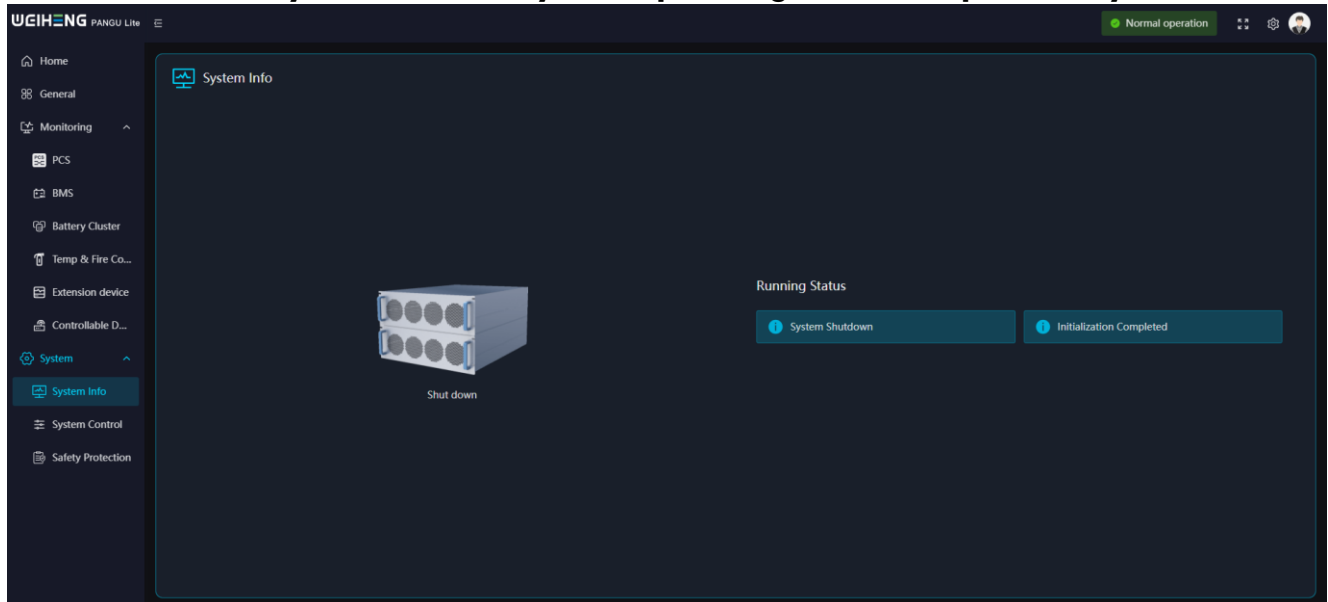 WEIHENG PANGU Lite
Normal operation
Home
General
Monitoring
PCS
BMS
Battery Cluster
Temp & Fire Co...
Extension device
Controllable D...
System
System Info
System Control
Safety Protection
System Info
Shut down
Running Status
System Shutdown
Initialization Completed